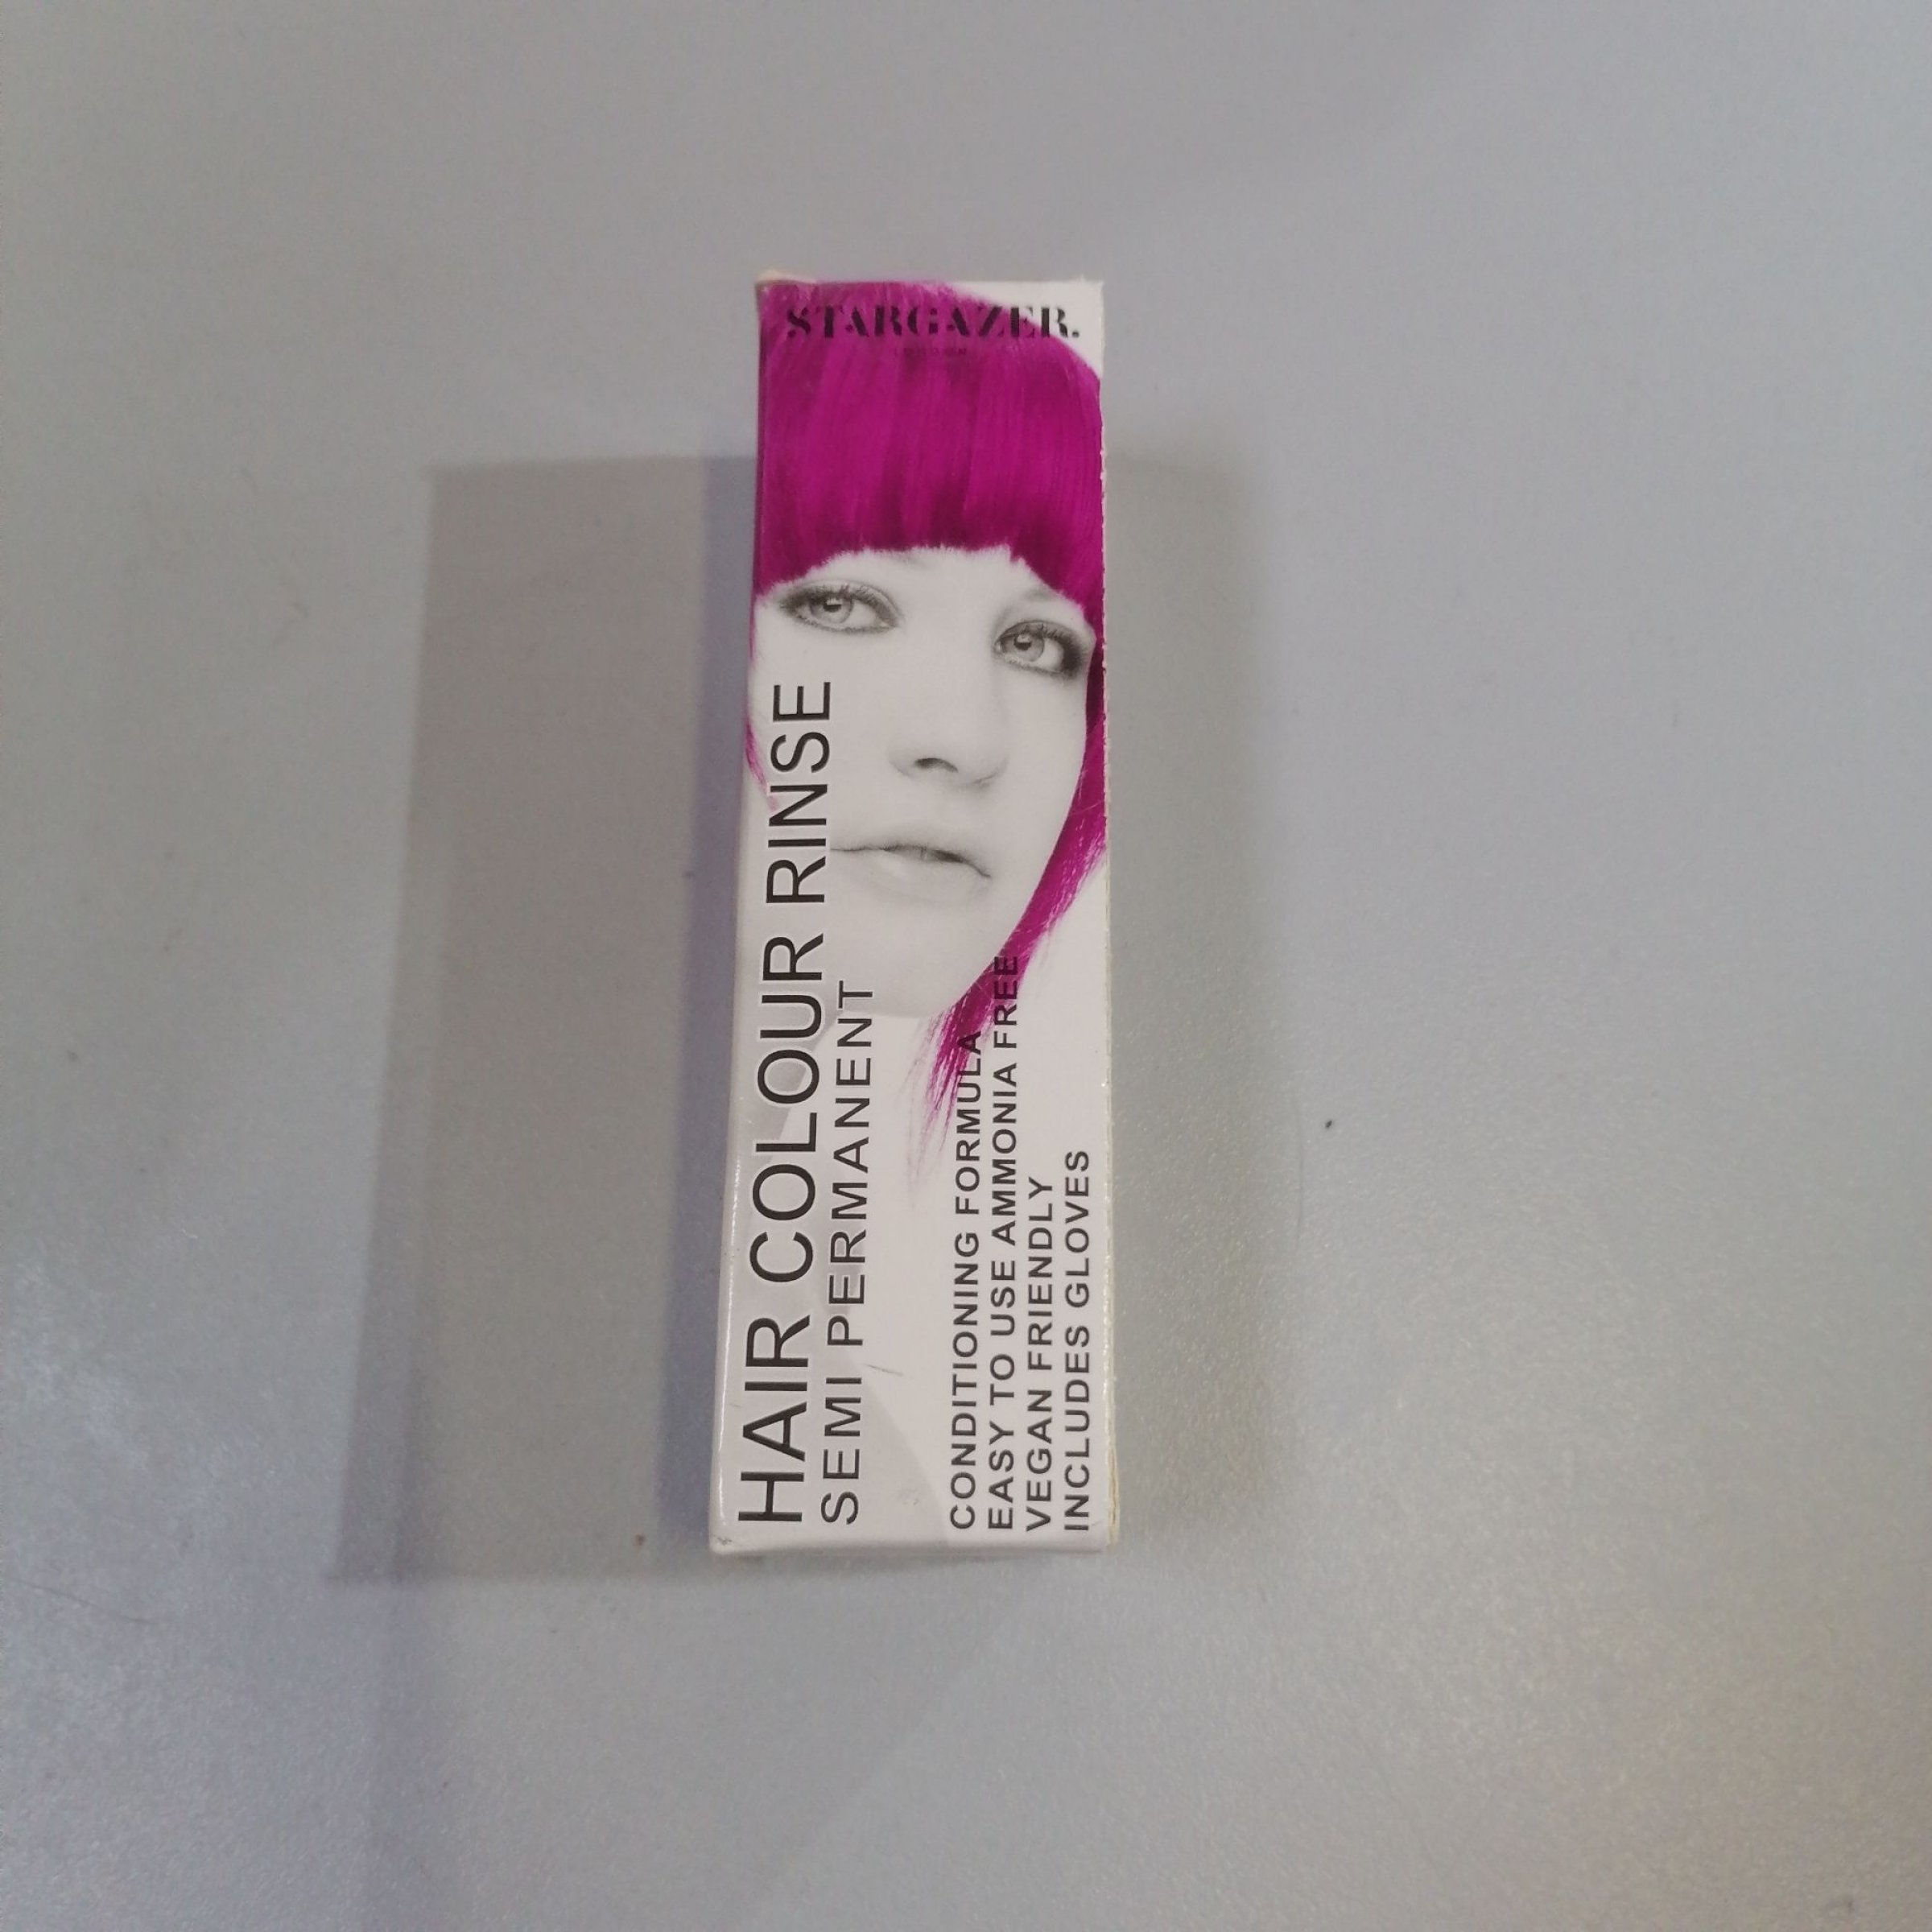 STARGAZER.
HAIR COLOUR RINSE
SEMI PERMANENT
CONDITIONING FORMULA
EASY TO USE AMMONIA FREE
VEGAN FRIENDLY
INCLUDES GLOVES